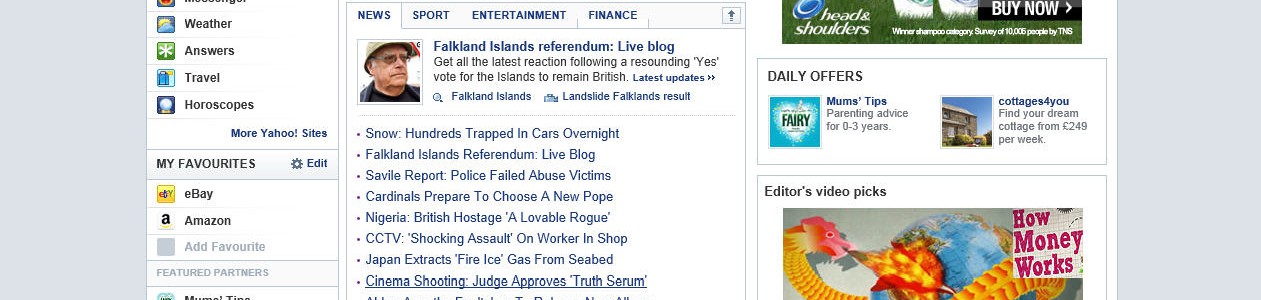 Messenger
Weather
Answers
Travel
Horoscopes
More Yahoo! Sites
MY FAVOURITES Edit
eBay
Amazon
Add Favourite
FEATURED PARTNERS
Mums' Tips
NEWS SPORT ENTERTAINMENT FINANCE
Falkland Islands referendum: Live blog
Get all the latest reaction following a resounding 'Yes'
vote for the Islands to remain British. Latest updates »
Falkland Islands Landslide Falklands result
Snow: Hundreds Trapped In Cars Overnight
Falkland Islands Referendum: Live Blog
Savile Report: Police Failed Abuse Victims
Cardinals Prepare To Choose A New Pope
Nigeria: British Hostage 'A Lovable Rogue'
CCTV: 'Shocking Assault' On Worker In Shop
Japan Extracts 'Fire Ice' Gas From Seabed
Cinema Shooting: Judge Approves 'Truth Serum'
head&
shoulders
BUY NOW >
Winner shampoo category. Survey of 10,005 people by TNS
DAILY OFFERS
FAIRY
Mums' Tips
Parenting advice
for 0-3 years.
cottages4you
Find your dream
cottage from £249
per week.
Editor's video picks
How
Money
Works